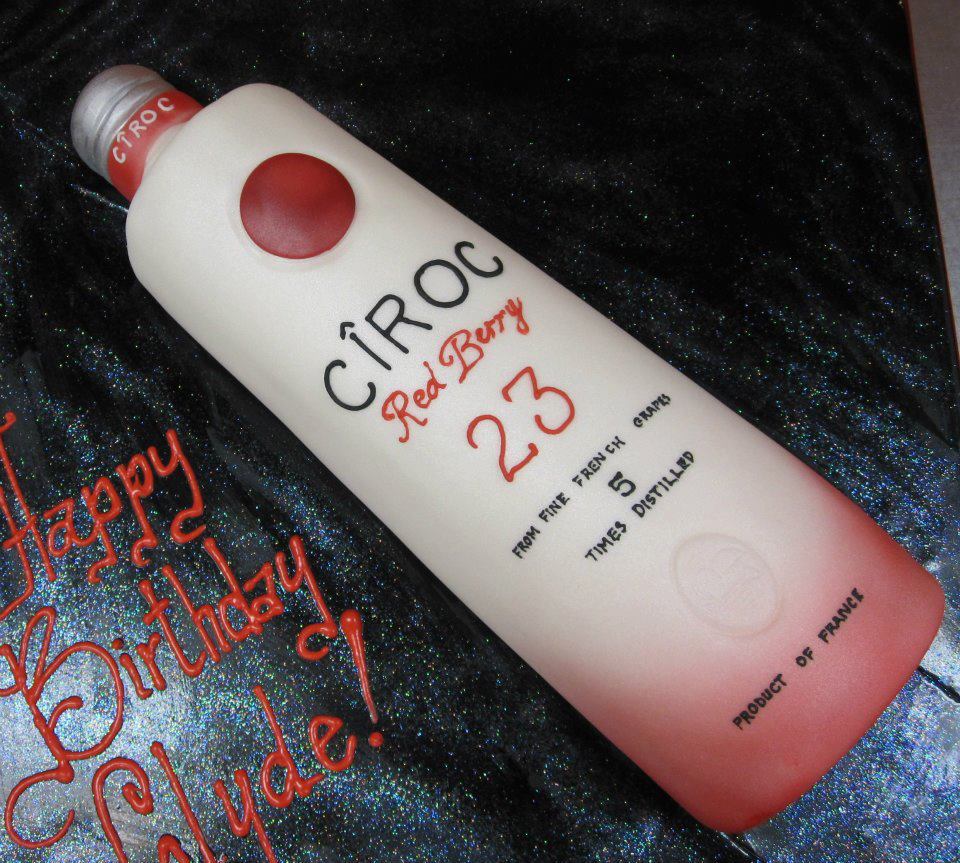 CÎROC
CÎROC
Red Berry
23
FROM FINE FRENCH GRAPES
5
TIMES DISTILLED
PRODUCT OF FRANCE
Happy
Birthday
Clyde!